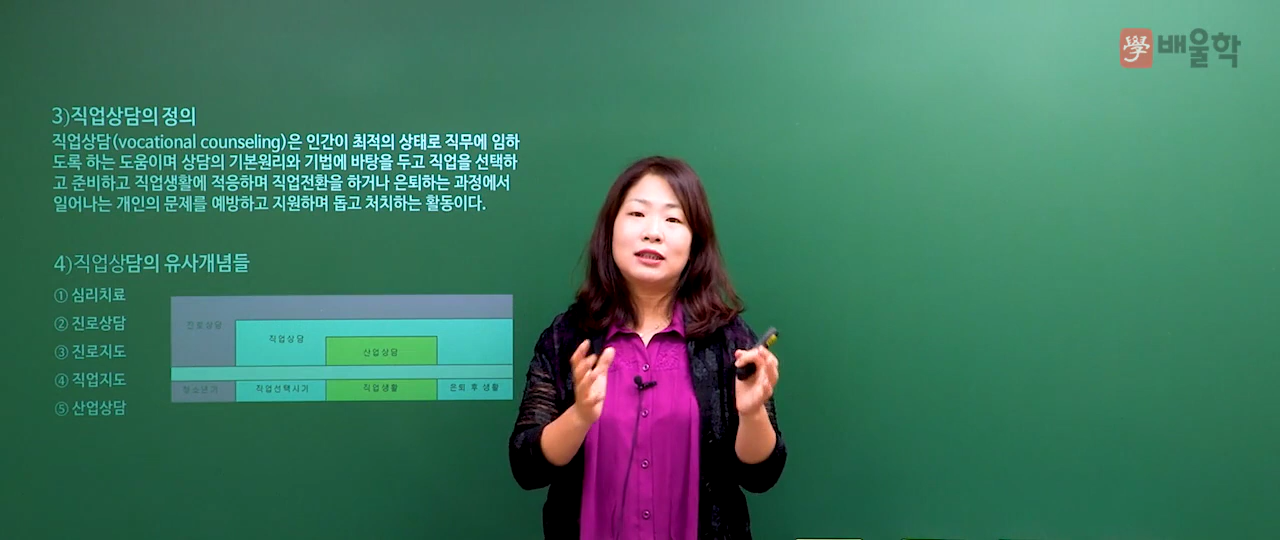 學 배울학
3)직업상담의 정의
직업상담(vocational counseling)은 인간이 최적의 상태로 직무에 임하
도록 하는 도움이며 상담의 기본원리와 기법에 바탕을 두고 직업을 선택하
고 준비하고 직업생활에 적응하며 직업전환을 하거나 은퇴하는 과정에서
일어나는 개인의 문제를 예방하고 지원하며 돕고 처치하는 활동이다.
4)직업상담의 유사개념들
① 심리치료
② 진로상담
③ 진로지도
④ 직업지도
⑤ 산업상담
진로상담
직업상담
산업상담
청소년기
직업선택시기
직업생활
은퇴 후 생활